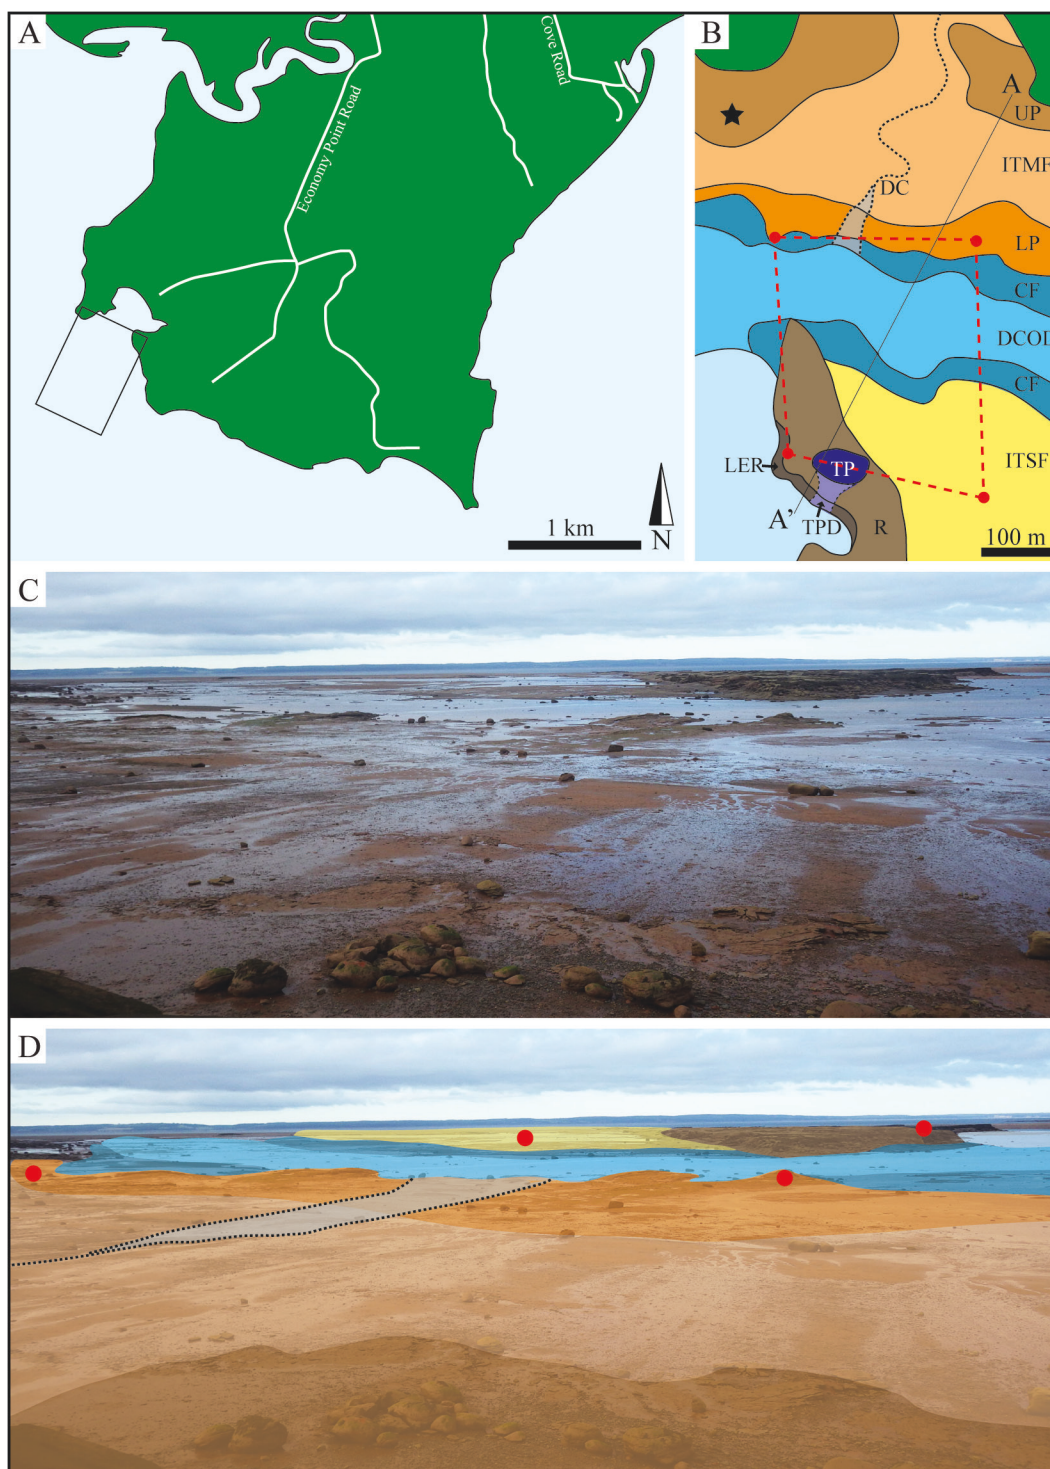 A
Economy Point Road
Cove Road
1 km
N
B
A
UP
ITMF
DC
LP
CF
DCOD
CF
ITSF
LER
TP
A'
TPD
R
100 m
C
D